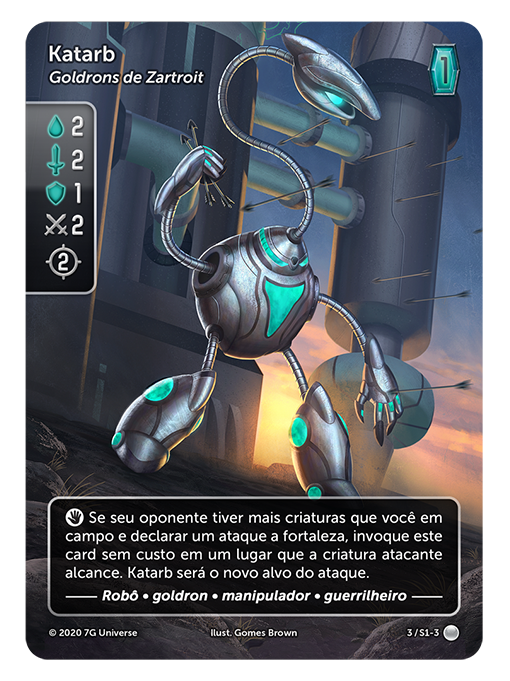 Katarb
Goldrons de Zartroit
1
2
2
1
2
2
Se seu oponente tiver mais criaturas que você em
campo e declarar um ataque a fortaleza, invoque este
card sem custo em um lugar que a criatura atacante
alcance. Katarb será o novo alvo do ataque.
Robô • goldron • manipulador • guerrilheiro
© 2020 7G Universe
Ilust. Gomes Brown
3 / S1-3